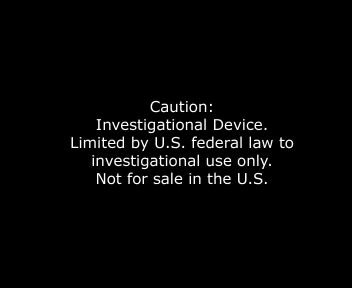 Caution:
Investigational Device.
Limited by U.S. federal law to
investigational use only.
Not for sale in the U.S.